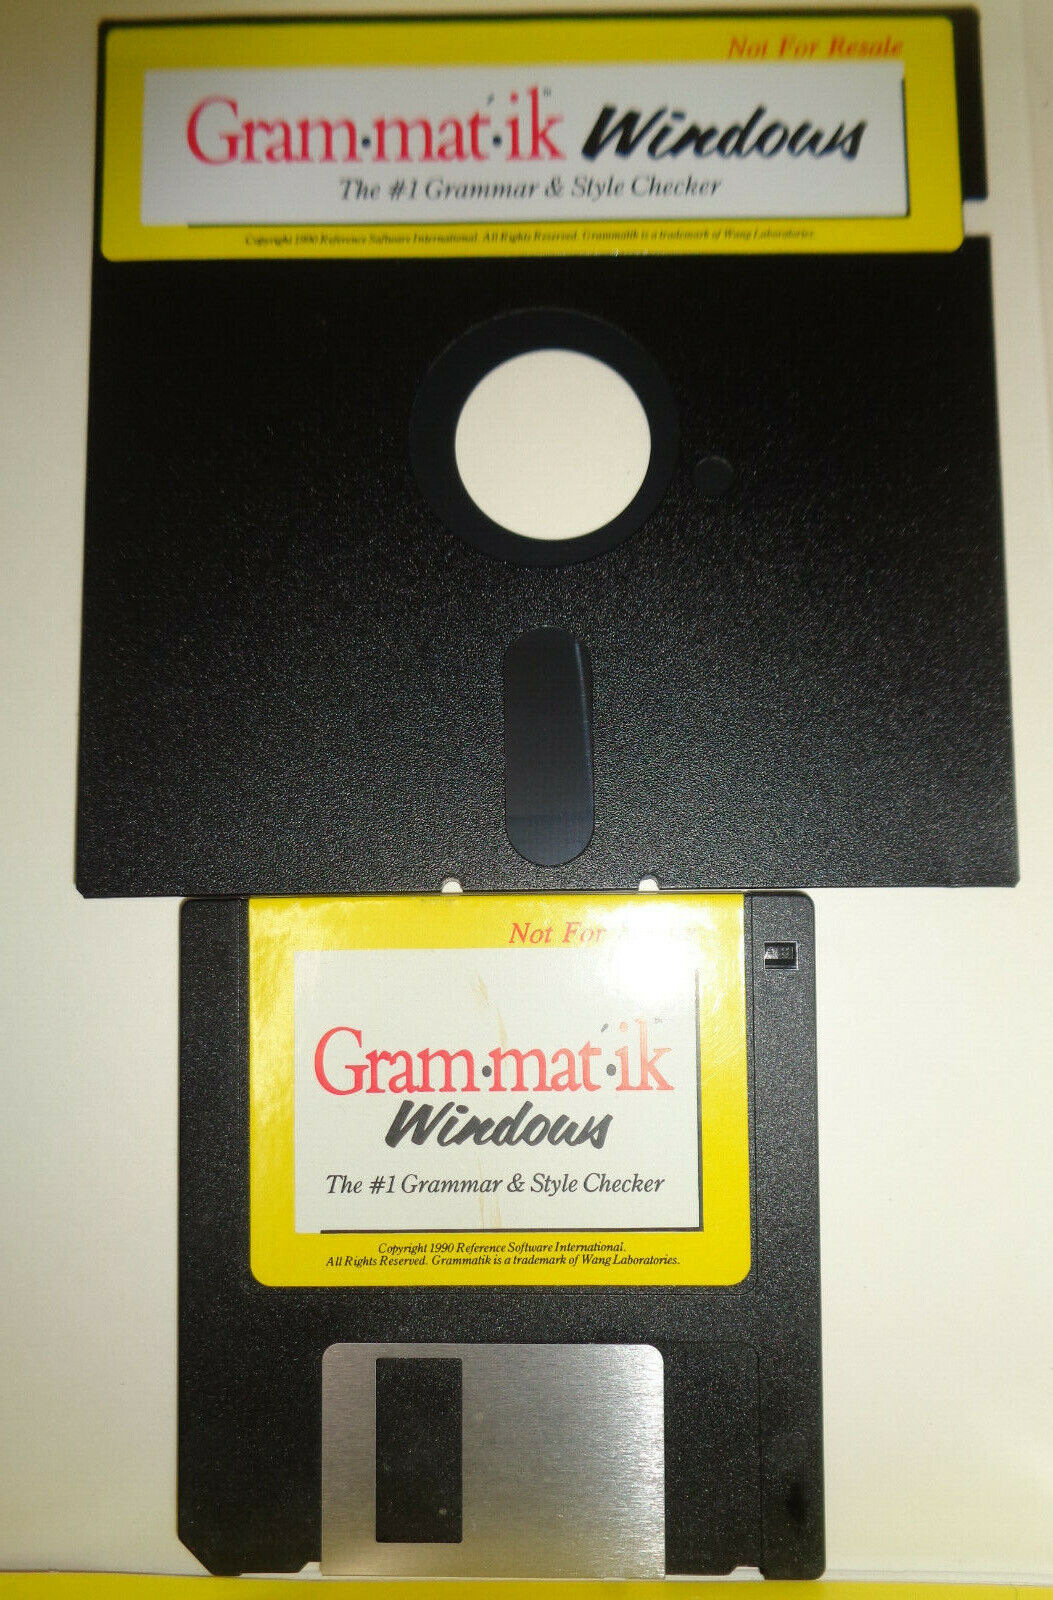 Not For Resale
Gram·mat′·ik™ Windows
The #1 Grammar & Style Checker
Copyright 1990 Reference Software International. All Rights Reserved. Grammatik is a trademark of Wang Laboratories.
Not For
Gram·mat′·ik™
Windows
The #1 Grammar & Style Checker
Copyright 1990 Reference Software International.
All Rights Reserved. Grammatik is a trademark of Wang Laboratories.